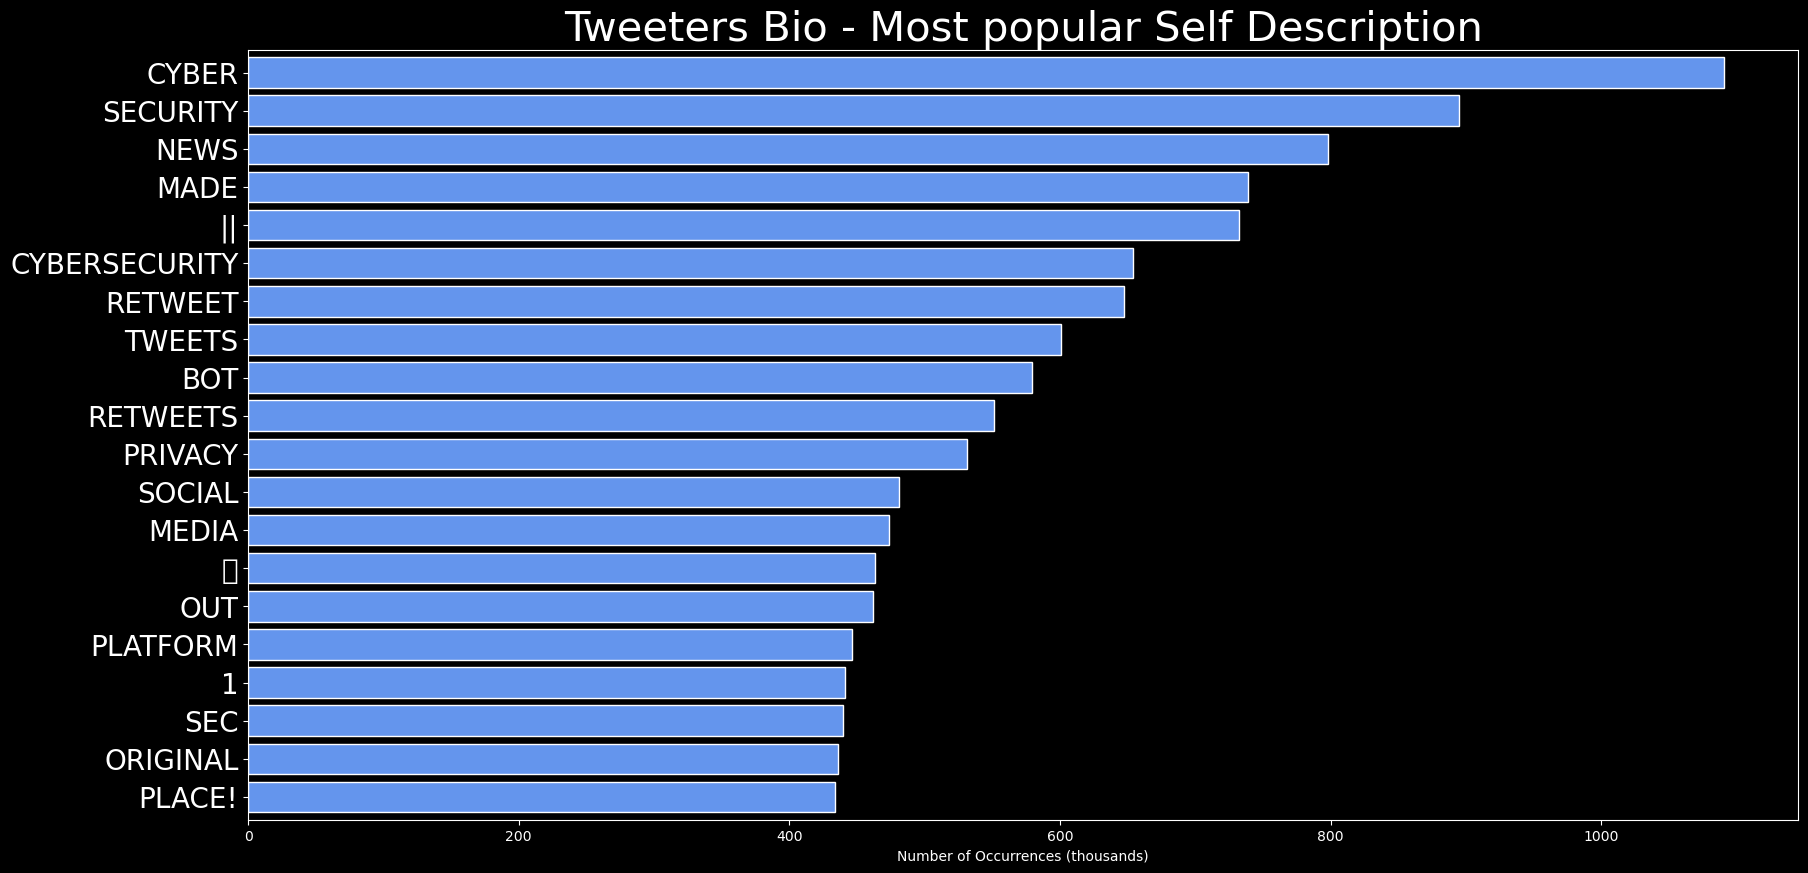 Tweeters Bio - Most popular Self Description
CYBER
SECURITY
NEWS
MADE
||
CYBERSECURITY
RETWEET
TWEETS
BOT
RETWEETS
PRIVACY
SOCIAL
MEDIA
OUT
PLATFORM
1
SEC
ORIGINAL
PLACE!
0 200 400 600 800 1000
Number of Occurrences (thousands)